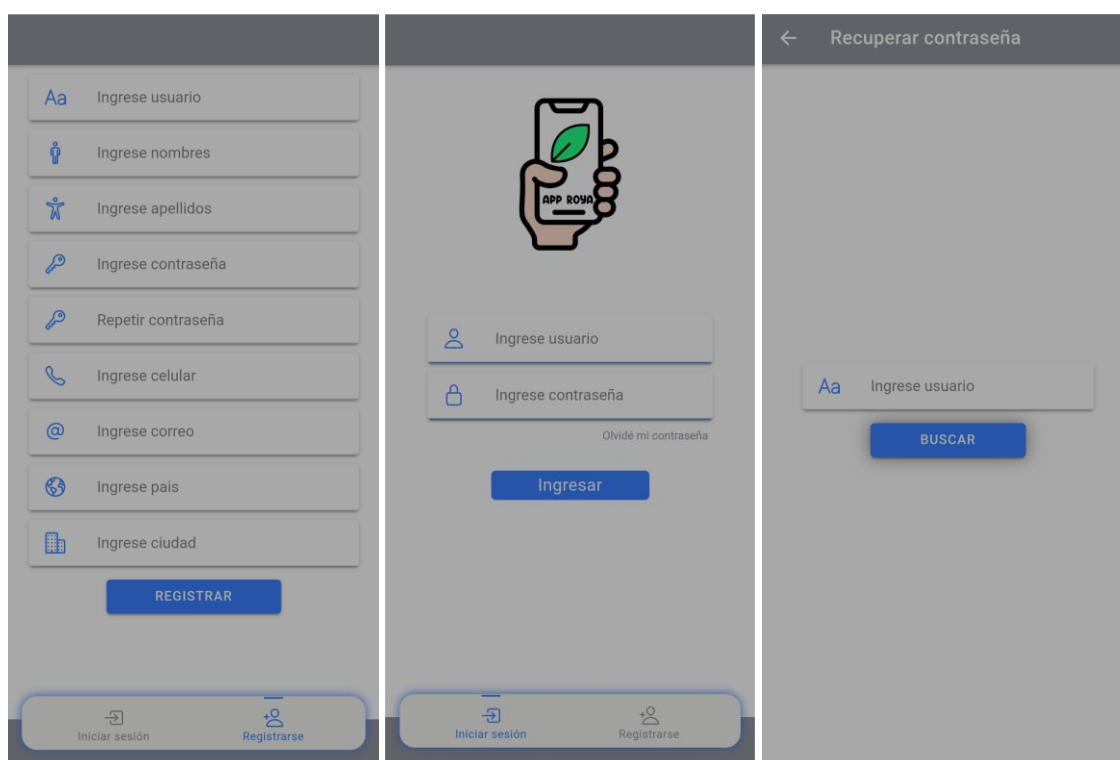 Ingrese usuario
Ingrese nombres
Ingrese apellidos
Ingrese contraseña
Repetir contraseña
Ingrese celular
Ingrese correo
Ingrese pais
Ingrese ciudad
REGISTRAR
Iniciar sesión
Registrarse
APP ROYA
Ingrese usuario
Ingrese contraseña
Olvidé mi contraseña
Ingresar
Iniciar sesión
Registrarse
Recuperar contraseña
Aa Ingrese usuario
BUSCAR